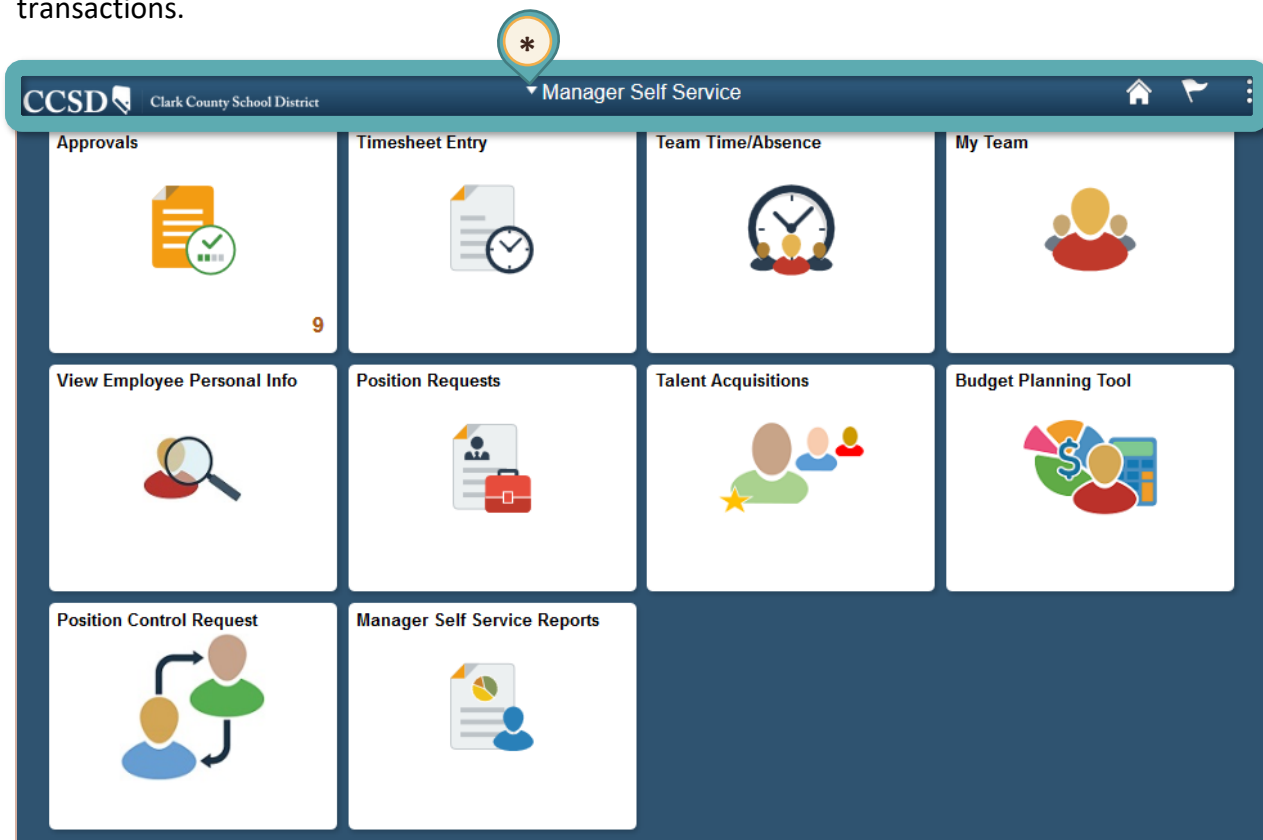 transactions.
*
CCSD Clark County School District Manager Self Service
Approvals Timesheet Entry Team Time/Absence My Team
9
View Employee Personal Info Position Requests Talent Acquisitions Budget Planning Tool
$
Position Control Request Manager Self Service Reports